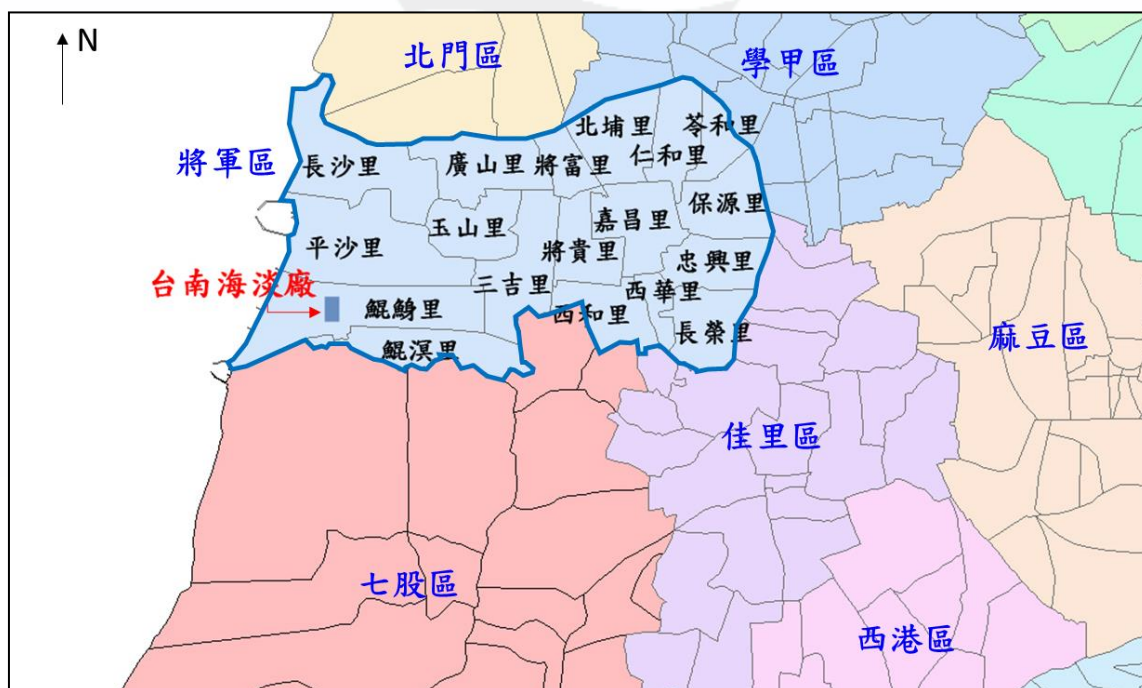 N
北門區
學甲區
將軍區
北埔里
苓和里
長沙里
廣山里
將富里
仁和里
保源里
玉山里
嘉昌里
平沙里
將貴里
忠興里
台南海淡廠
三吉里
西華里
鯤鯓里
西和里
長榮里
鯤溟里
麻豆區
佳里區
七股區
西港區